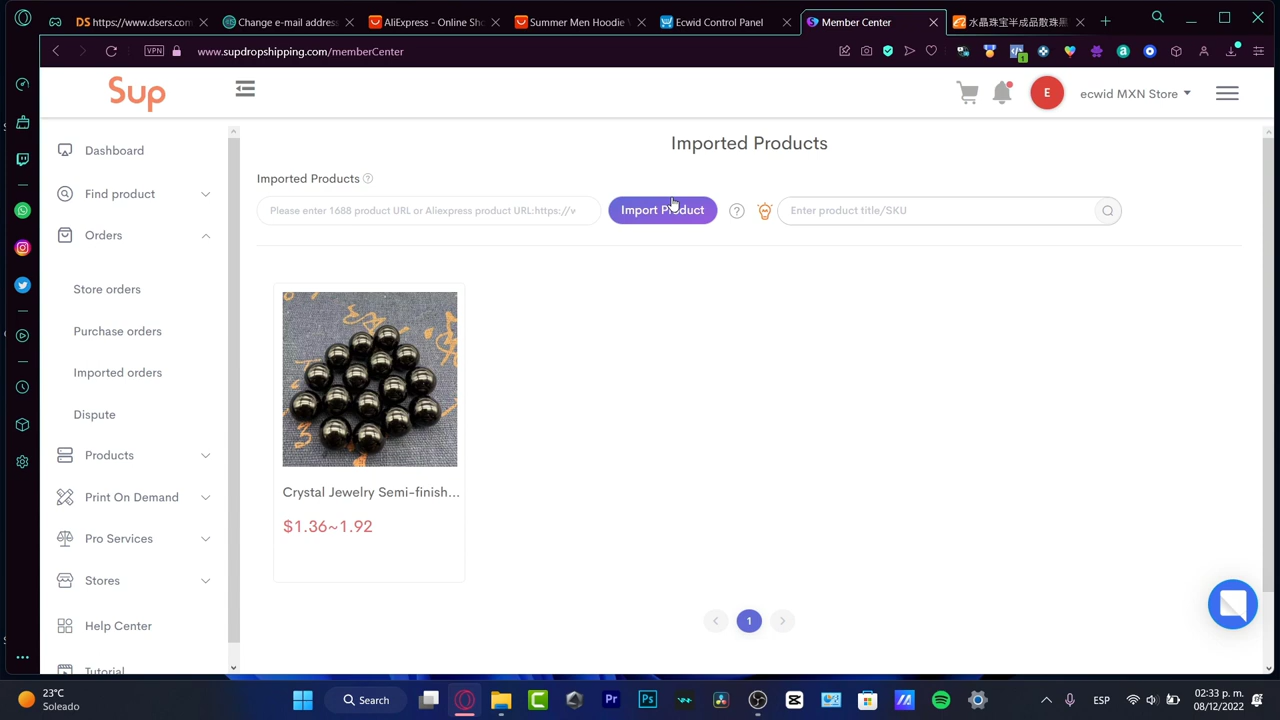 DS https://www.dsers.com
Change e-mail address
AliExpress - Online Sho
Summer Men Hoodie
Ecwid Control Panel
Member Center
水晶珠宝半成品散珠黑
VPN
www.supdropshipping.com/memberCenter
1
Sup
E
ecwid MXN Store
Dashboard
Find product
Orders
Store orders
Purchase orders
Imported orders
Dispute
Products
Print On Demand
Pro Services
Stores
Help Center
Tutorial
Imported Products
Imported Products
Please enter 1688 product URL or Aliexpress product URL:https://v
Import Product
Enter product title/SKU
Crystal Jewelry Semi-finish...
$1.36~1.92
1
23°C
Soleado
Search
Pr
Ps
ESP
02:33 p. m.
08/12/2022